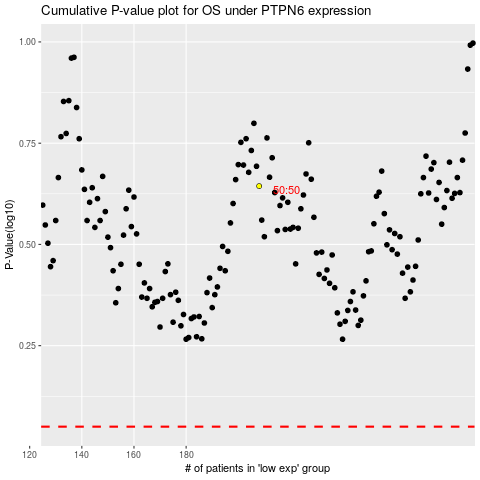 Cumulative P-value plot for OS under PTPN6 expression
P-Value(log10)
1.00
0.75
0.50
0.25
50:50
120 140 160 180
# of patients in 'low exp' group